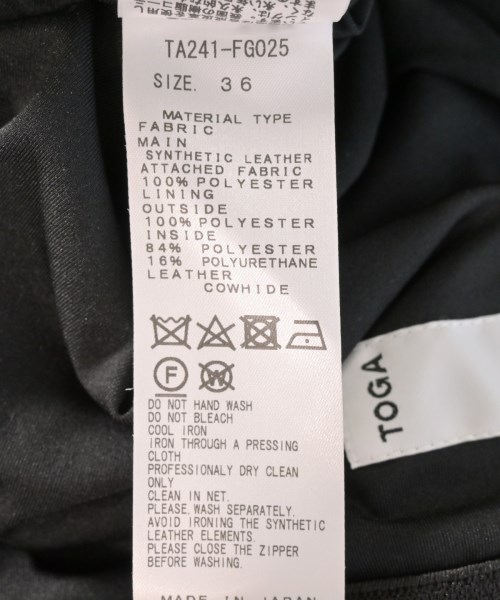 TA241-FG025
SIZE. 36
MATERIAL TYPE
FABRIC
MAIN
SYNTHETIC LEATHER
ATTACHED FABRIC
100% POLYESTER
LINING
OUTSIDE
100% POLYESTER
INSIDE
84% POLYESTER
16% POLYURETHANE
LEATHER
COWHIDE
F W
DO NOT HAND WASH
DO NOT BLEACH
COOL IRON
IRON THROUGH A PRESSING
CLOTH
PROFESSIONALY DRY CLEAN
ONLY
CLEAN IN NET.
PLEASE, WASH SEPARATELY.
AVOID IRONING THE SYNTHETIC
LEATHER ELEMENTS.
PLEASE CLOSE THE ZIPPER
BEFORE WASHING.
MADE IN JAPAN
TOGA